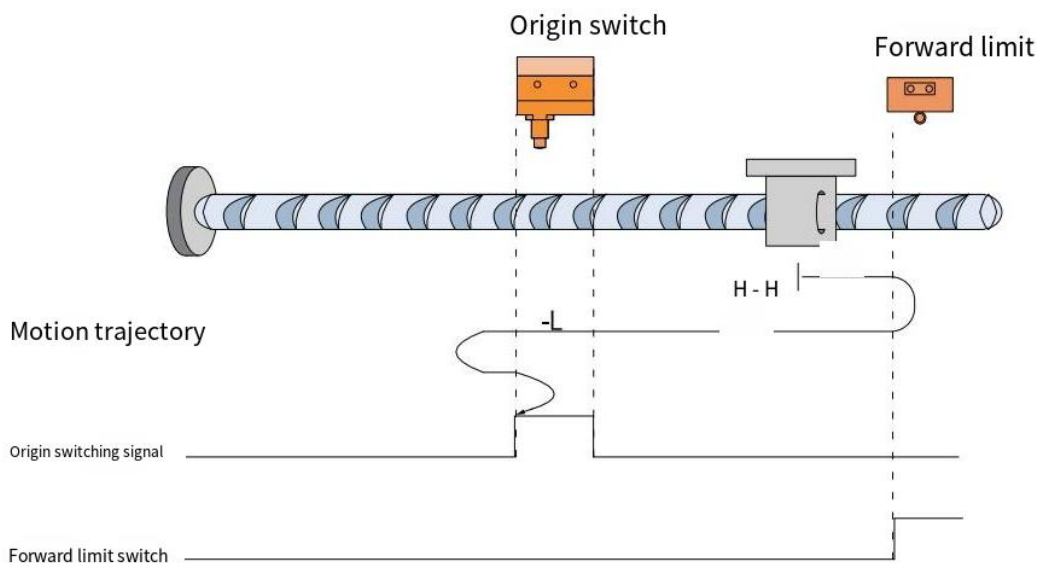 Origin switch
Forward limit
H - H
-L
Motion trajectory
Origin switching signal
Forward limit switch